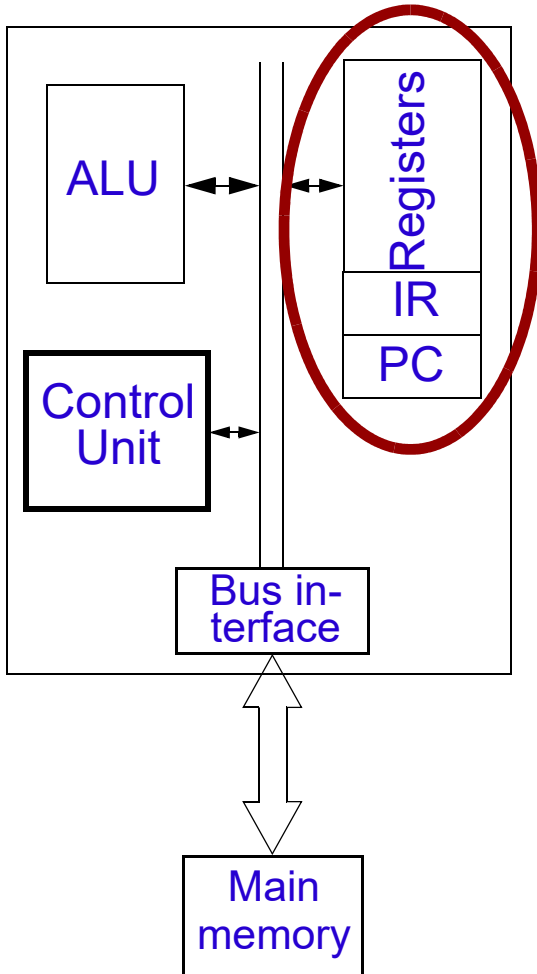 ALU
Registers
IR
PC
Control
Unit
Bus in-
terface
Main
memory